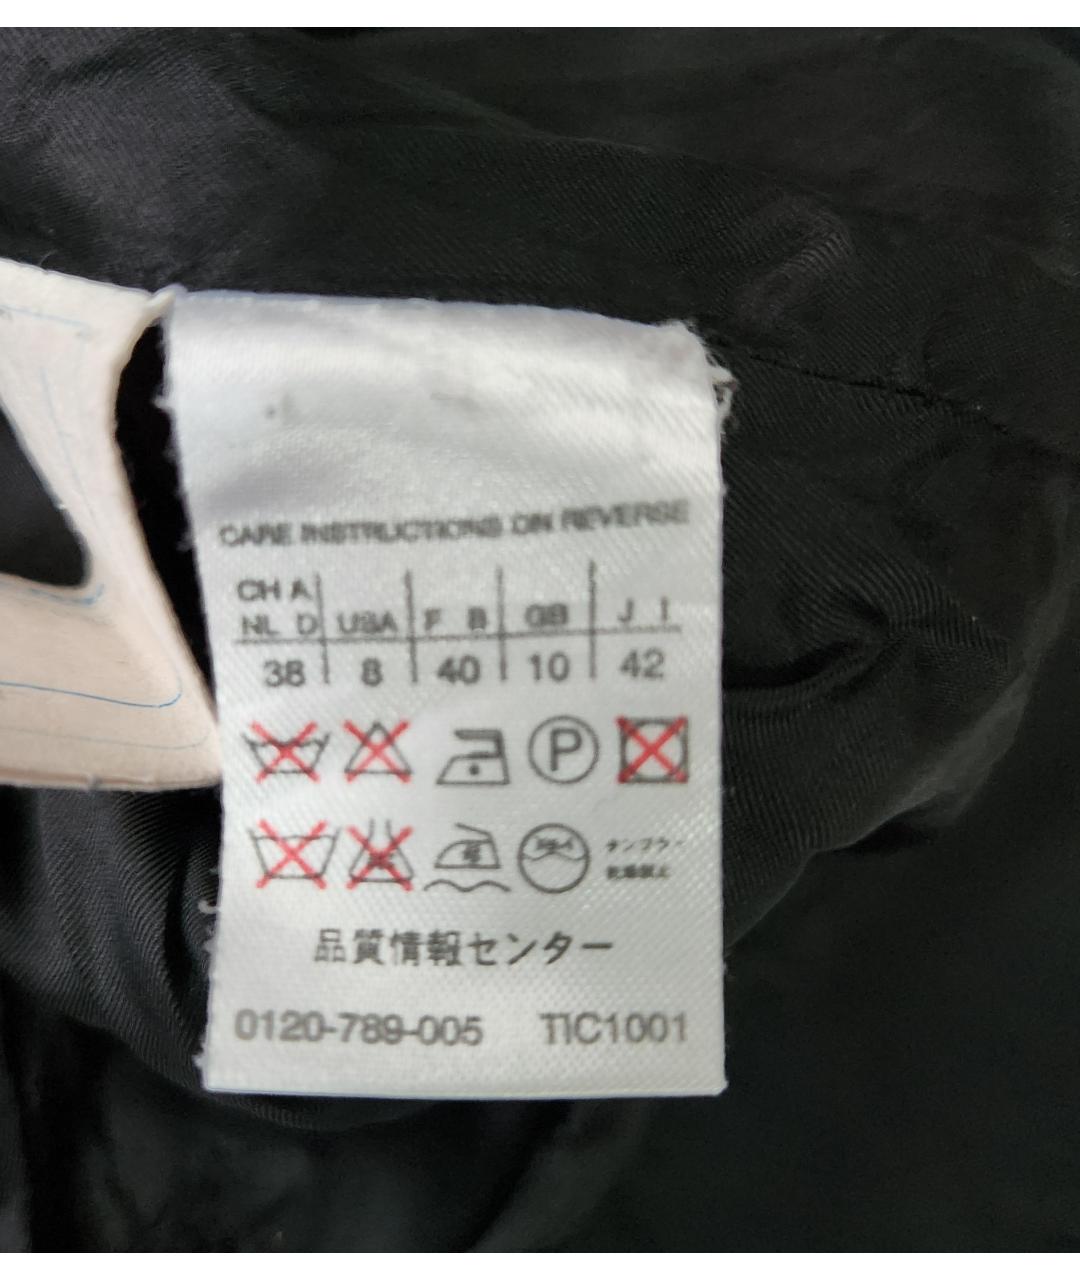 CARE INSTRUCTIONS ON REVERSE
CH A
NL D USA F B GB J I
38 8 40 10 42
P
品質情報センター
0120-789-005 TIC1001